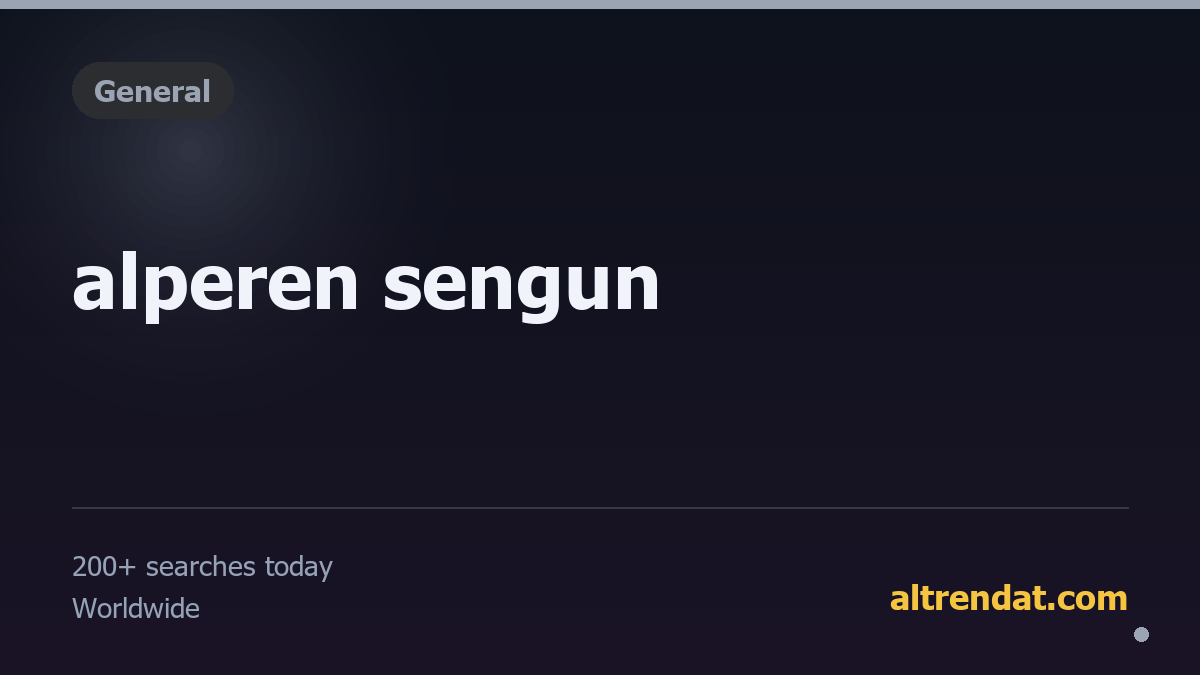 General
alperen sengun
200+ searches today
Worldwide
altrendat.com